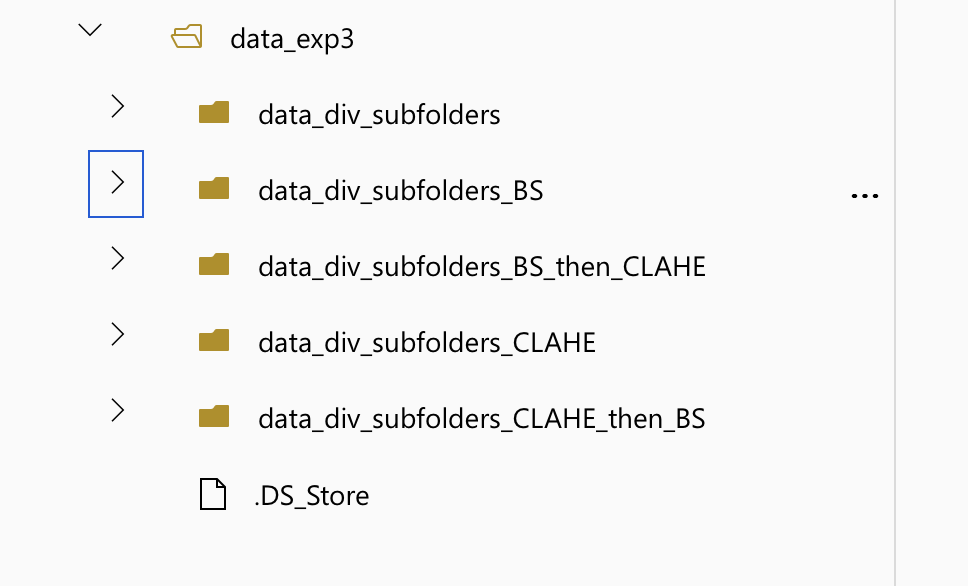 data_exp3
data_div_subfolders
data_div_subfolders_BS
...
data_div_subfolders_BS_then_CLAHE
data_div_subfolders_CLAHE
data_div_subfolders_CLAHE_then_BS
.DS_Store